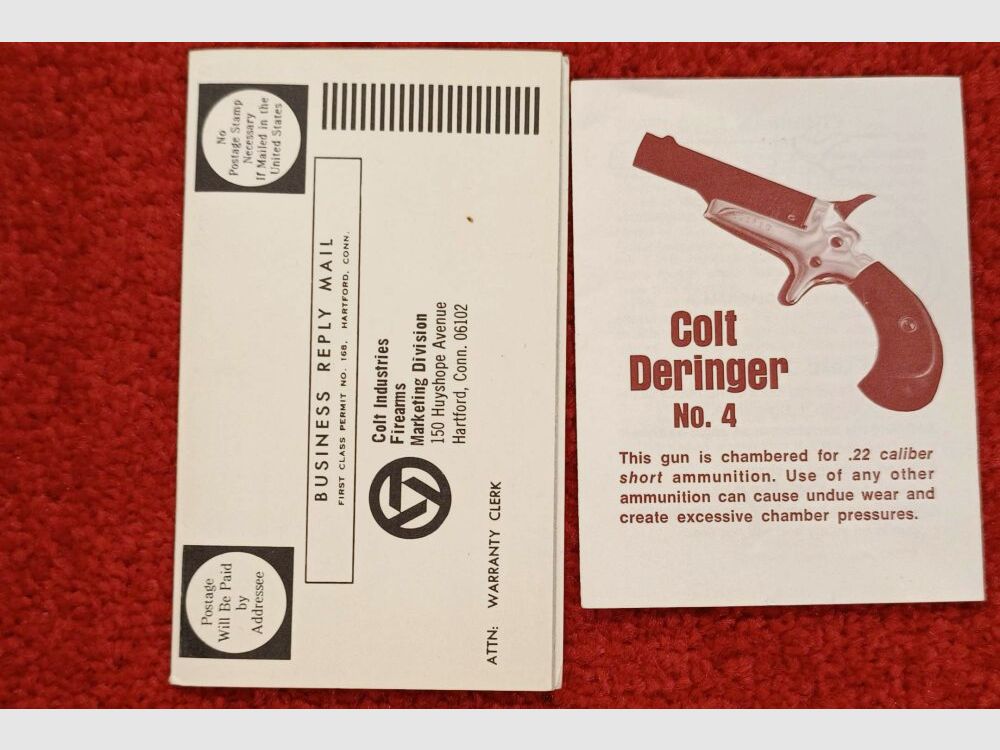 No
Postage Stamp
Necessary
If Mailed in the
United States
BUSINESS REPLY MAIL
FIRST CLASS PERMIT NO. 168, HARTFORD, CONN.
Colt Industries
Firearms
Marketing Division
150 Huyshope Avenue
Hartford, Conn. 06102
ATTN: WARRANTY CLERK
Postage
Will Be Paid
by
Addressee
Colt
Deringer
No. 4
This gun is chambered for .22 caliber
short ammunition. Use of any other
ammunition can cause undue wear and
create excessive chamber pressures.